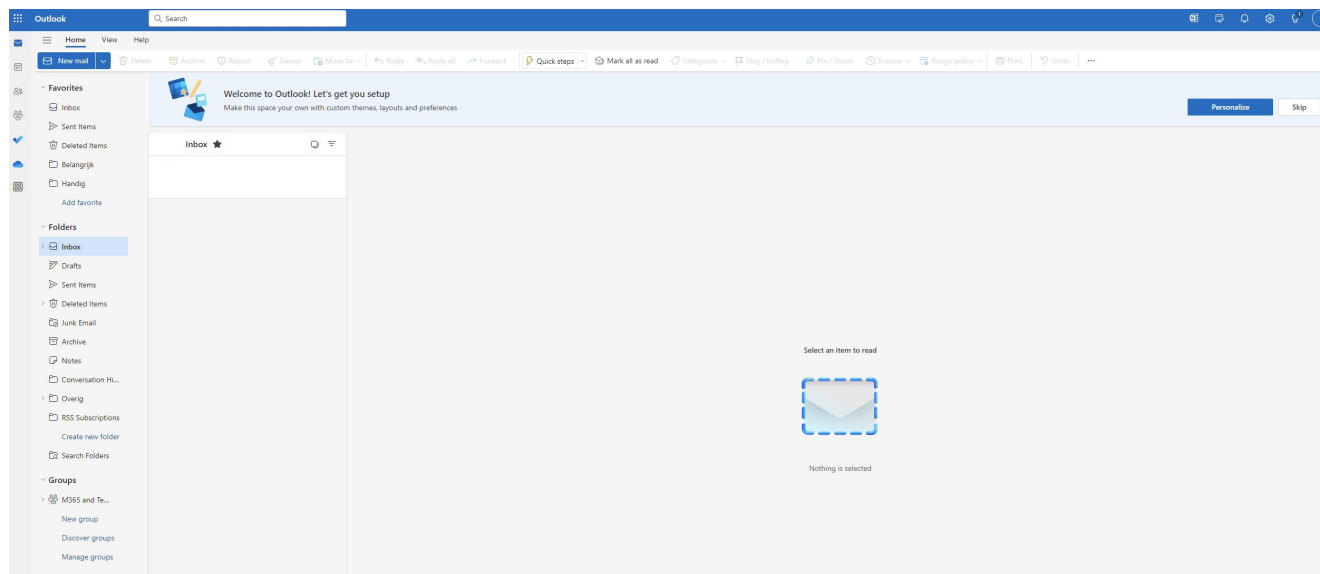 Outlook
Search
Home View Help
New mail Delete Archive Report Sweep Move to Reply Reply all Forward Quick steps Mark all as read Categorize Flag / Unflag Pin / Unpin Snooze Assign policy Print Undo ...
Welcome to Outlook! Let's get you setup
Make this space your own with custom themes, layouts and preferences
Personalize Skip
Favorites
Inbox
Sent Items
Deleted Items
Belangrijk
Handig
Add favorite
Folders
Inbox
Drafts
Sent Items
Deleted Items
Junk Email
Archive
Notes
Conversation Hi...
Overig
RSS Subscriptions
Create new folder
Search Folders
Groups
M365 and Te...
New group
Discover groups
Manage groups
Inbox
Select an item to read
Nothing is selected